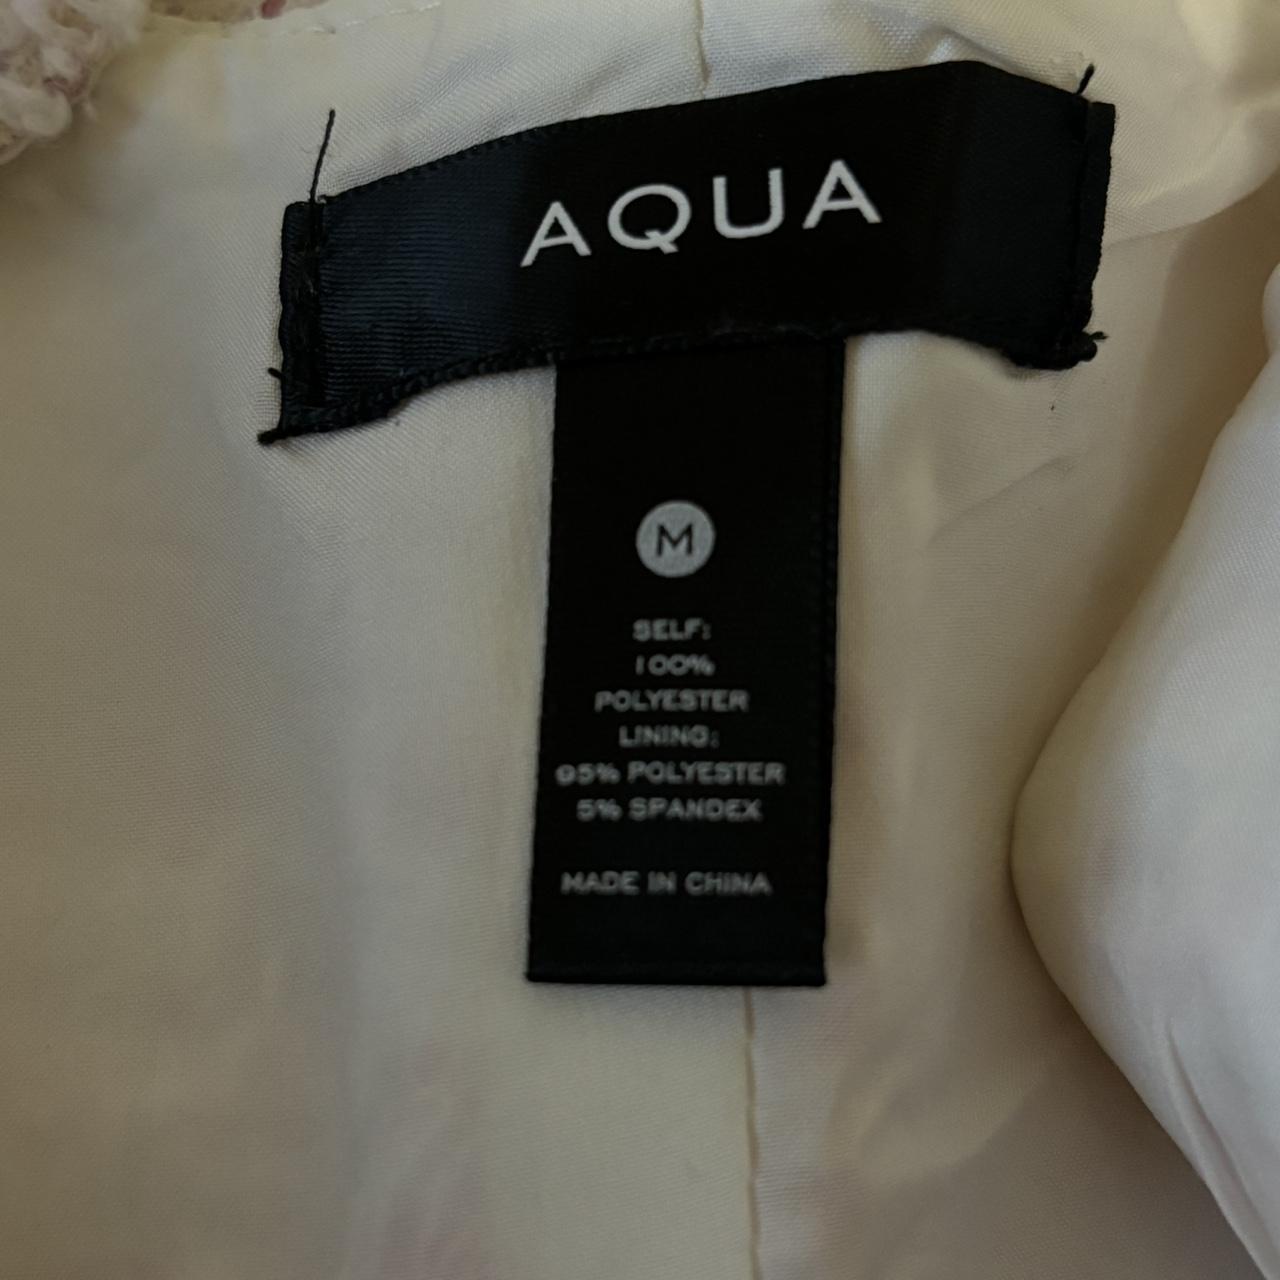 AQUA
M
SELF:
100%
POLYESTER
LINING:
95% POLYESTER
5% SPANDEX
MADE IN CHINA